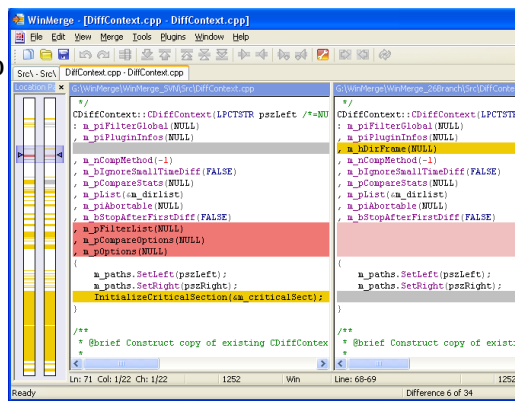 WinMerge - [DiffContext.cpp - DiffContext.cpp]
File Edit View Merge Tools Plugins Window Help
Src\ - Src\ DiffContext.cpp - DiffContext.cpp
Location
G:\WinMerge\WinMerge_SVN\Src\DiffContext.cpp
*/
CDiffContext::CDiffContext(LPCTSTR pszLeft /*=NU
: m_piFilterGlobal(NULL)
, m_piPluginInfos(NULL)
, m_nCompMethod(-1)
, m_bIgnoreSmallTimeDiff(FALSE)
, m_pCompareStats(NULL)
, m_pList(&m_dirlist)
, m_piAbortable(NULL)
, m_bStopAfterFirstDiff(FALSE)
, m_pFilterList(NULL)
, m_pCompareOptions(NULL)
, m_pOptions(NULL)
{
m_paths.SetLeft(pszLeft);
m_paths.SetRight(pszRight);
InitializeCriticalSection(&m_criticalSect);
}
/**
* @brief Construct copy of existing CDiffContex
*
Ln: 71 Col: 1/22 Ch: 1/22 1252 Win
G:\WinMerge\WinMerge_26Branch\Src\DiffConte
*/
CDiffContext::CDiffContext(LPCTS
: m_piFilterGlobal(NULL)
, m_piPluginInfos(NULL)
, m_hDirFrame(NULL)
, m_nCompMethod(-1)
, m_bIgnoreSmallTimeDiff(FALSE)
, m_pCompareStats(NULL)
, m_pList(&m_dirlist)
, m_piAbortable(NULL)
, m_bStopAfterFirstDiff(FALSE)
{
m_paths.SetLeft(pszLeft);
m_paths.SetRight(pszRight);
}
/**
* @brief Construct copy of exis
*
Line: 68-69 1252
Ready Difference 6 of 34